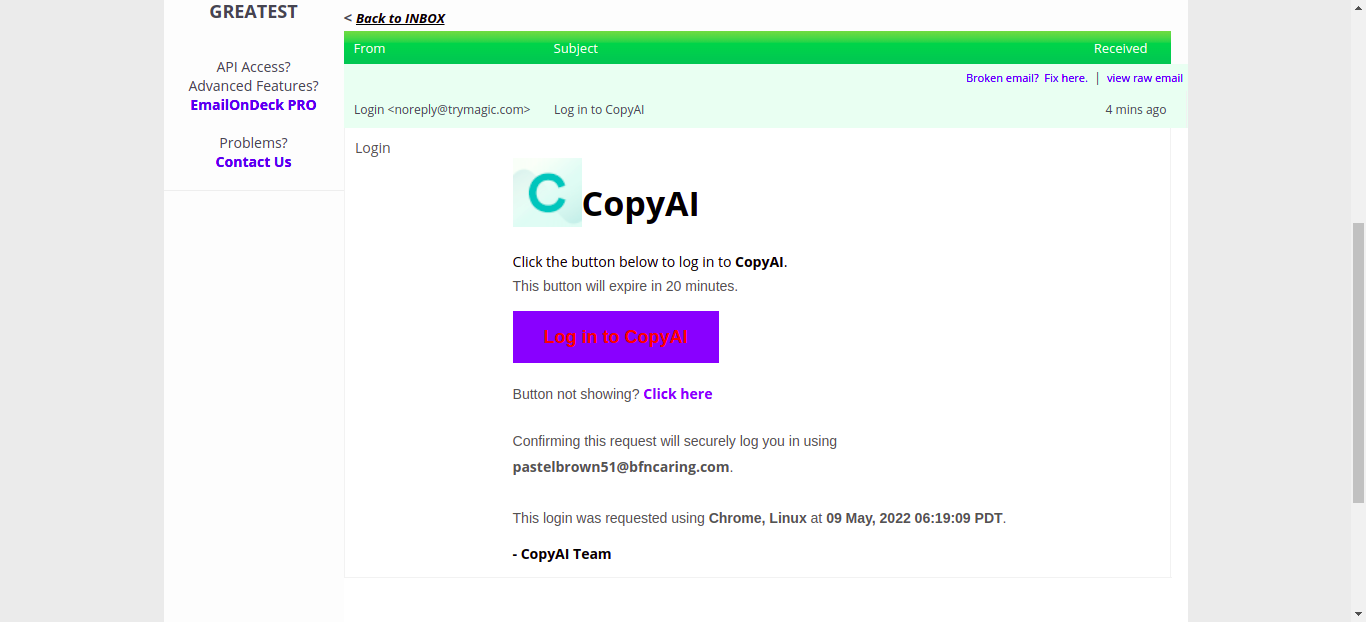 GREATEST
API Access?
Advanced Features?
EmailOnDeck PRO
Problems?
Contact Us
< Back to INBOX
From Subject Received
Broken email? Fix here. | view raw email
Login <noreply@trymagic.com> Log in to CopyAI 4 mins ago
Login
C CopyAI
Click the button below to log in to CopyAI.
This button will expire in 20 minutes.
Log in to CopyAI
Button not showing? Click here
Confirming this request will securely log you in using
pastelbrown51@bfncaring.com.
This login was requested using Chrome, Linux at 09 May, 2022 06:19:09 PDT.
- CopyAI Team